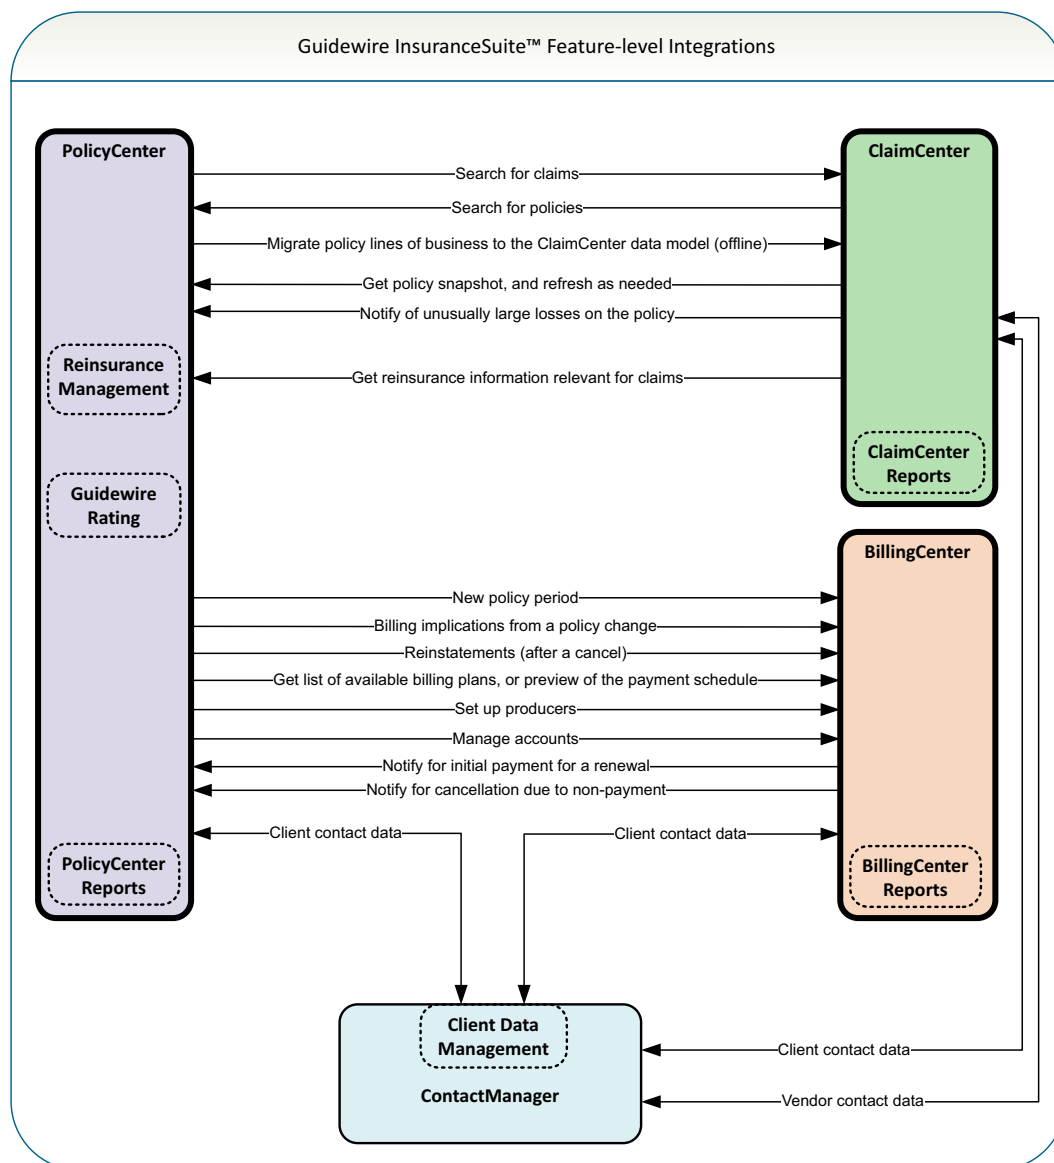 Guidewire InsuranceSuite™ Feature-level Integrations
PolicyCenter
ClaimCenter
Search for claims
Search for policies
Migrate policy lines of business to the ClaimCenter data model (offline)
Get policy snapshot, and refresh as needed
Notify of unusually large losses on the policy
Reinsurance
Management
Get reinsurance information relevant for claims
ClaimCenter
Reports
Guidewire
Rating
BillingCenter
New policy period
Billing implications from a policy change
Reinstatements (after a cancel)
Get list of available billing plans, or preview of the payment schedule
Set up producers
Manage accounts
Notify for initial payment for a renewal
Notify for cancellation due to non-payment
Client contact data
Client contact data
PolicyCenter
Reports
BillingCenter
Reports
Client Data
Management
ContactManager
Client contact data
Vendor contact data